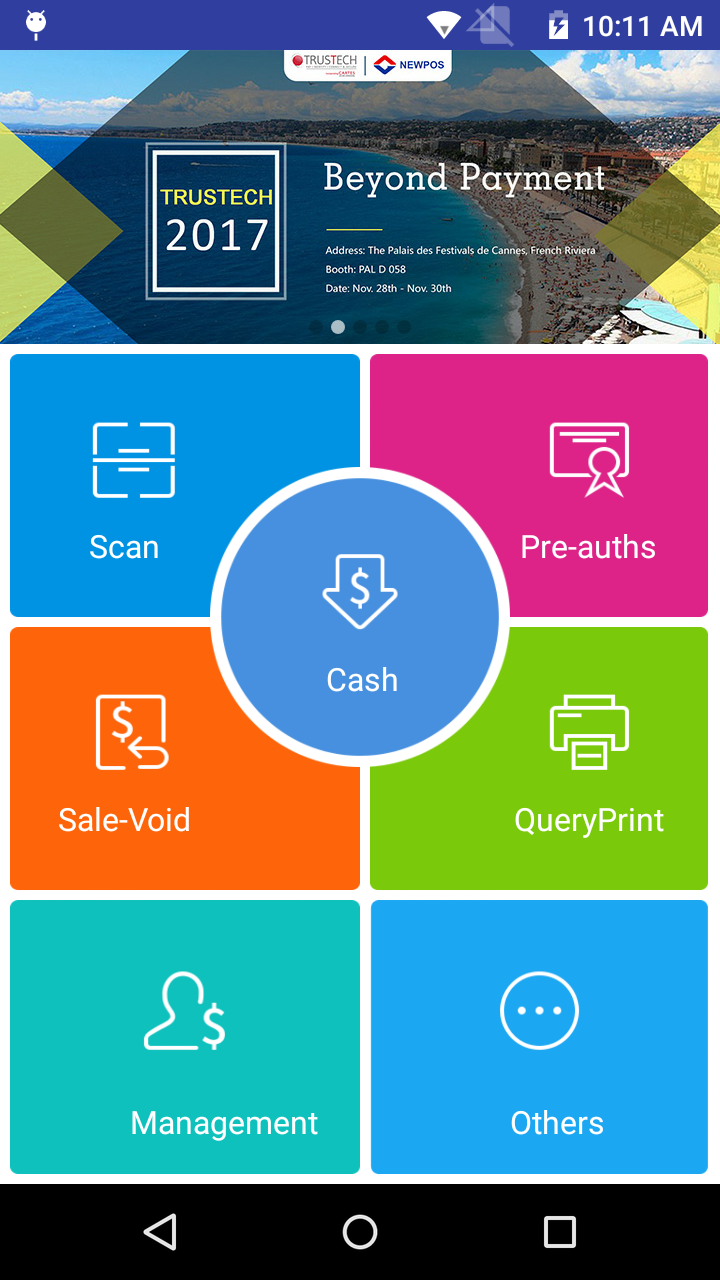 10:11 AM
TRUSTECH
NEWPOS
TRUSTECH
2017
Beyond Payment
Address: The Palais des Festivals de Cannes, French Riviera
Booth: PAL D 058
Date: Nov. 28th - Nov. 30th
Scan
Pre-auths
Cash
Sale-Void
QueryPrint
Management
Others